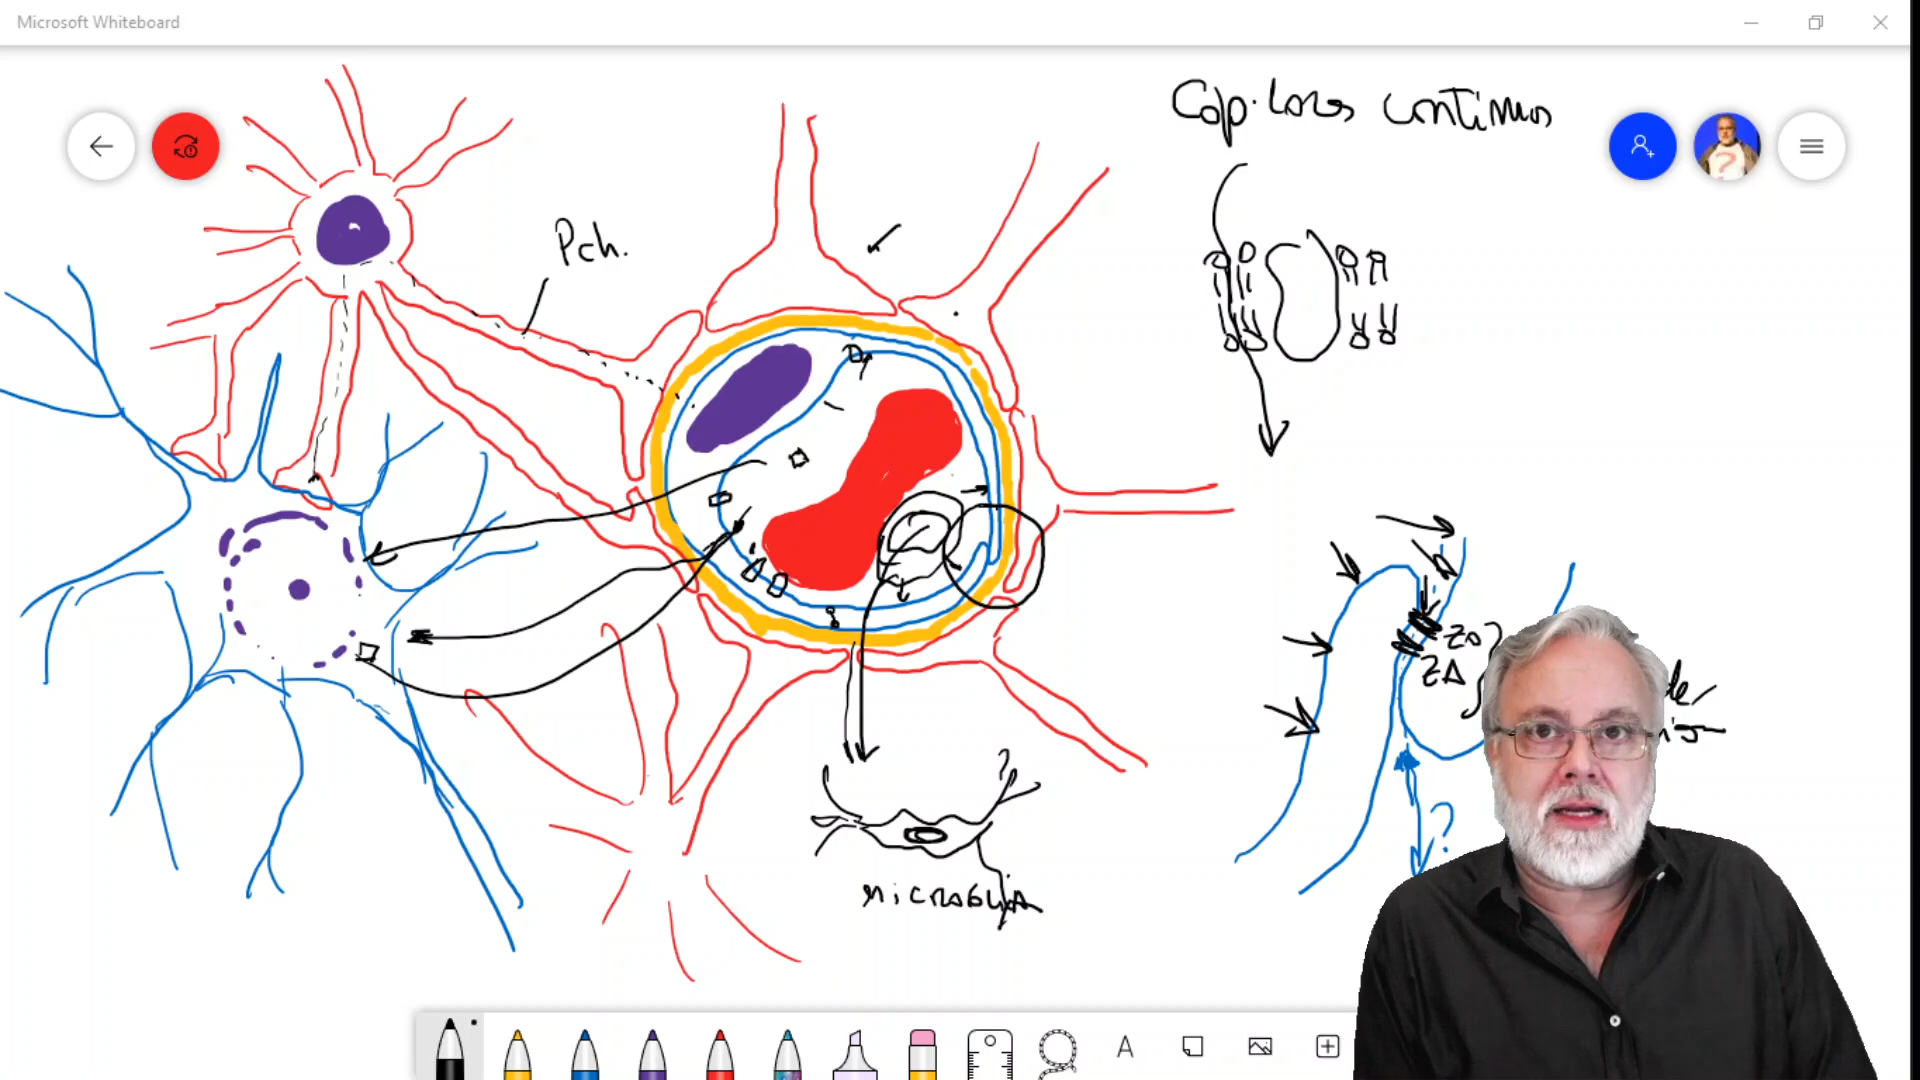 Microsoft Whiteboard
Capilares continuos
Pch.
ZO
ZA
?
?
microglia
A